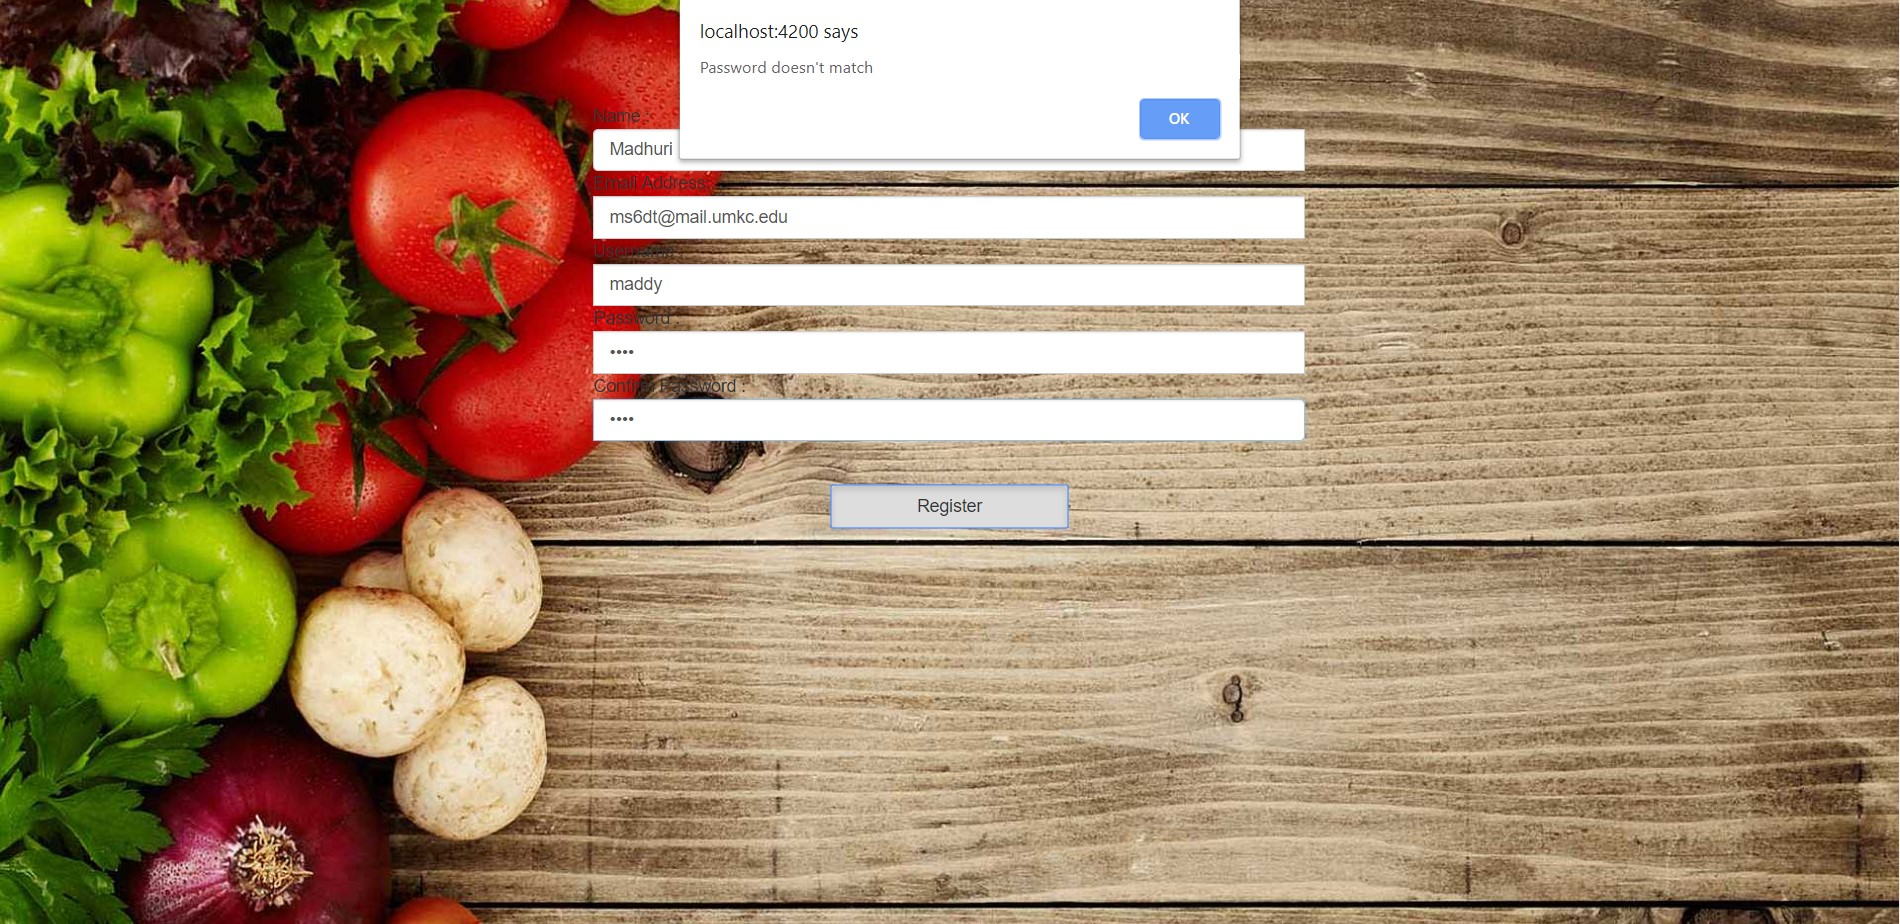 localhost:4200 says
Password doesn't match
OK
Name :
Madhuri
Email Address:
ms6dt@mail.umkc.edu
Username
maddy
Password :
••••
Confirm Password :
••••
Register